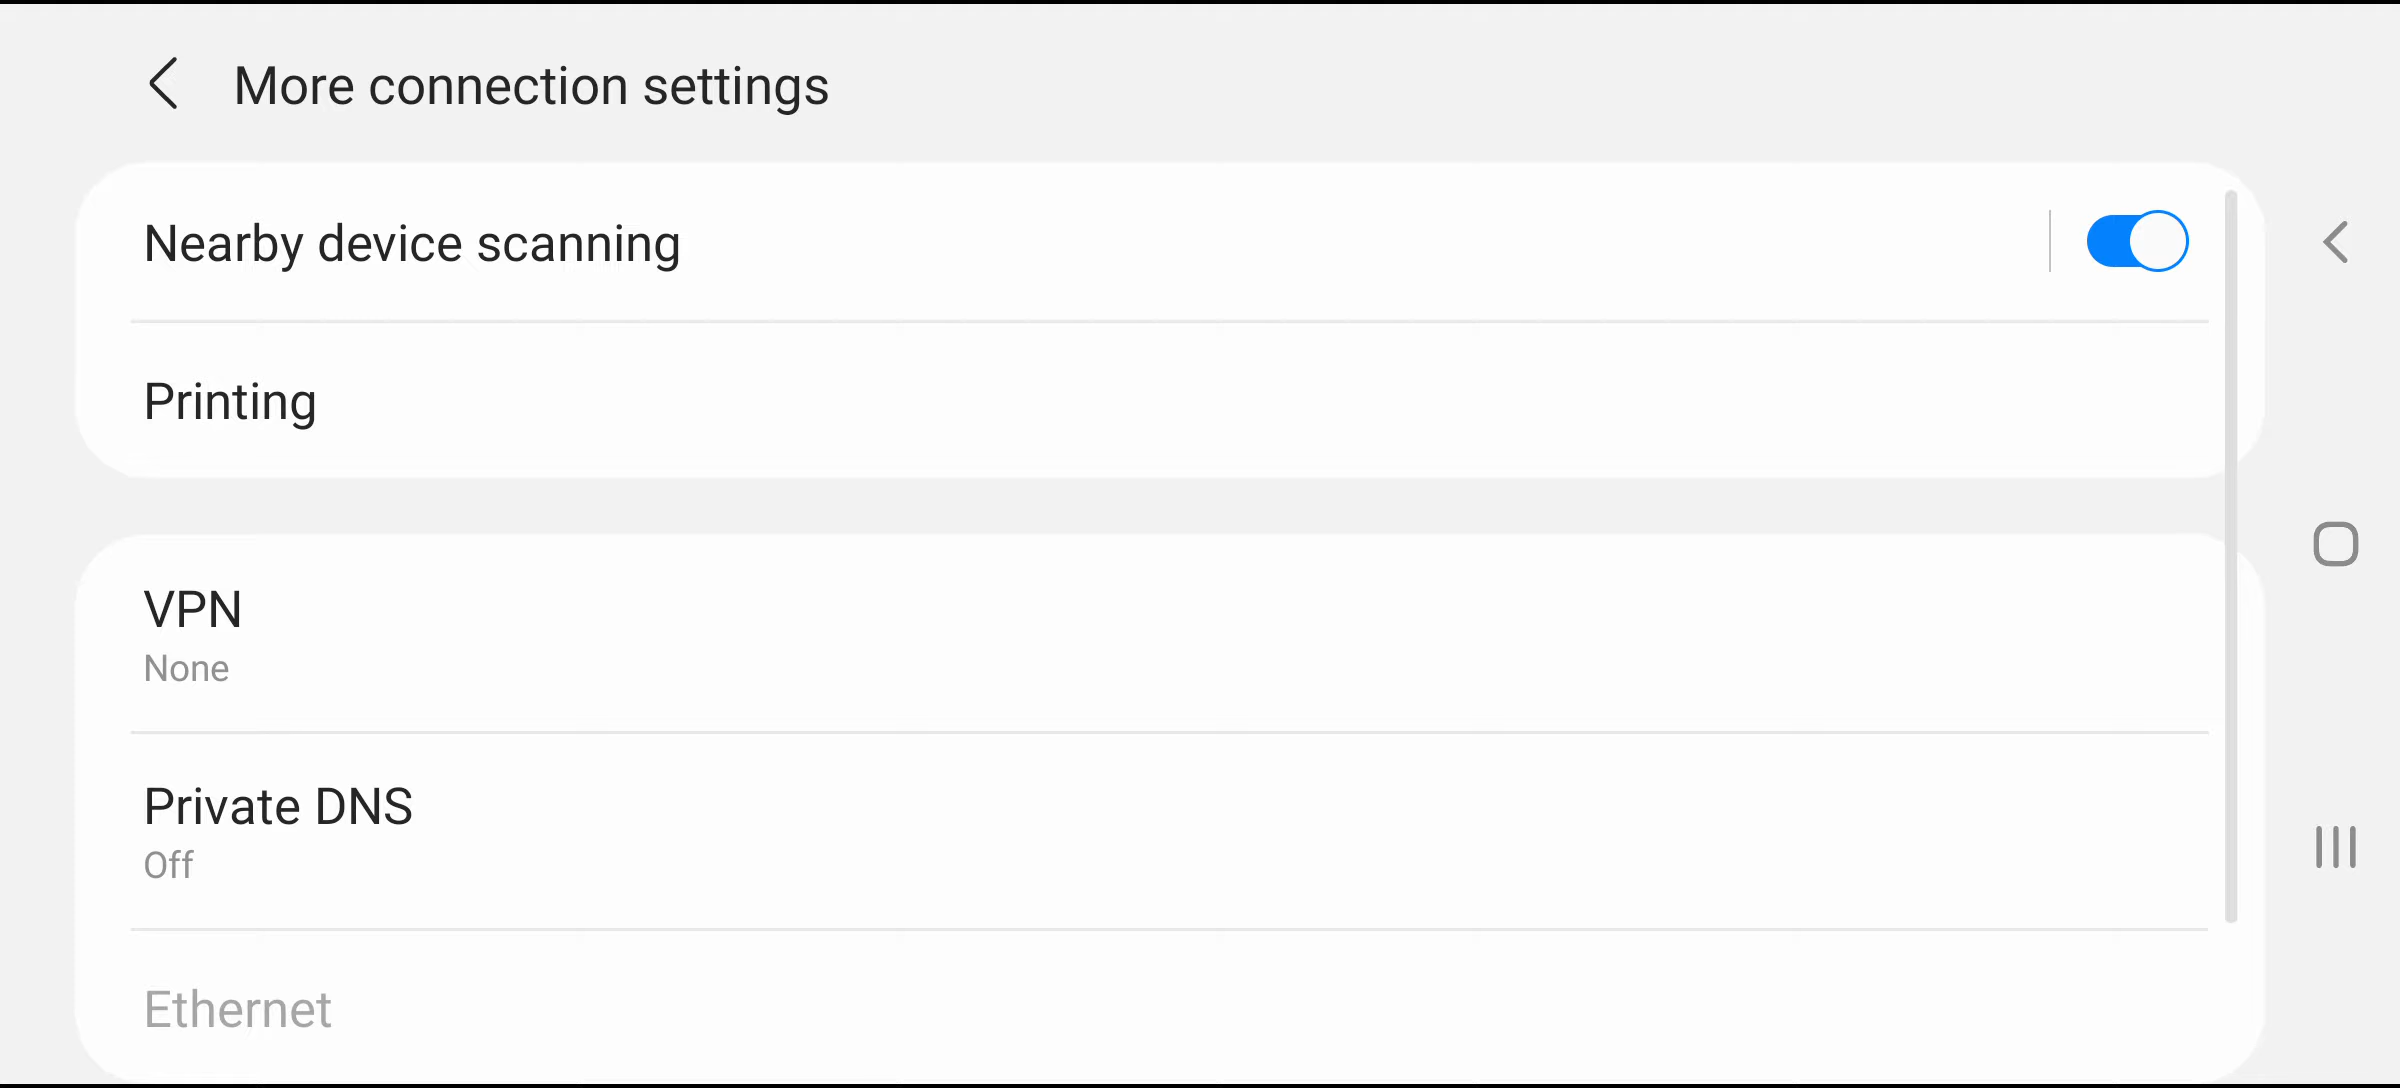 More connection settings
Nearby device scanning
Printing
VPN
None
Private DNS
Off
Ethernet